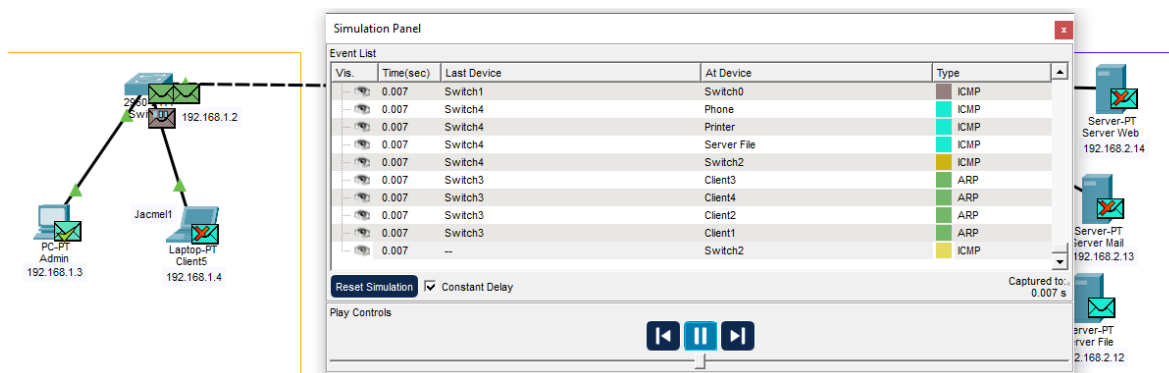 Simulation Panel
x
Event List
Vis. Time(sec) Last Device At Device Type
0.007 Switch1 Switch0 ICMP
0.007 Switch4 Phone ICMP
0.007 Switch4 Printer ICMP
0.007 Switch4 Server File ICMP
0.007 Switch4 Switch2 ICMP
0.007 Switch3 Client3 ARP
0.007 Switch3 Client4 ARP
0.007 Switch3 Client2 ARP
0.007 Switch3 Client1 ARP
0.007 -- Switch2 ICMP
Reset Simulation Constant Delay
Captured to:
0.007 s
Play Controls
192.168.1.2
Jacmel1
PC-PT
Admin
192.168.1.3
Laptop-PT
Client5
192.168.1.4
Server-PT
Server Web
192.168.2.14
Server-PT
Server Mail
192.168.2.13
erver-PT
rver File
2.168.2.12